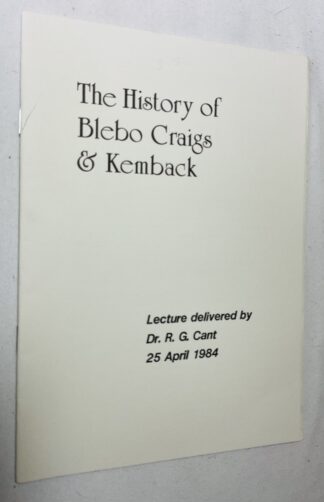 The History of
Blebo Craigs
& Kemback
Lecture delivered by
Dr. R. G. Cant
25 April 1984